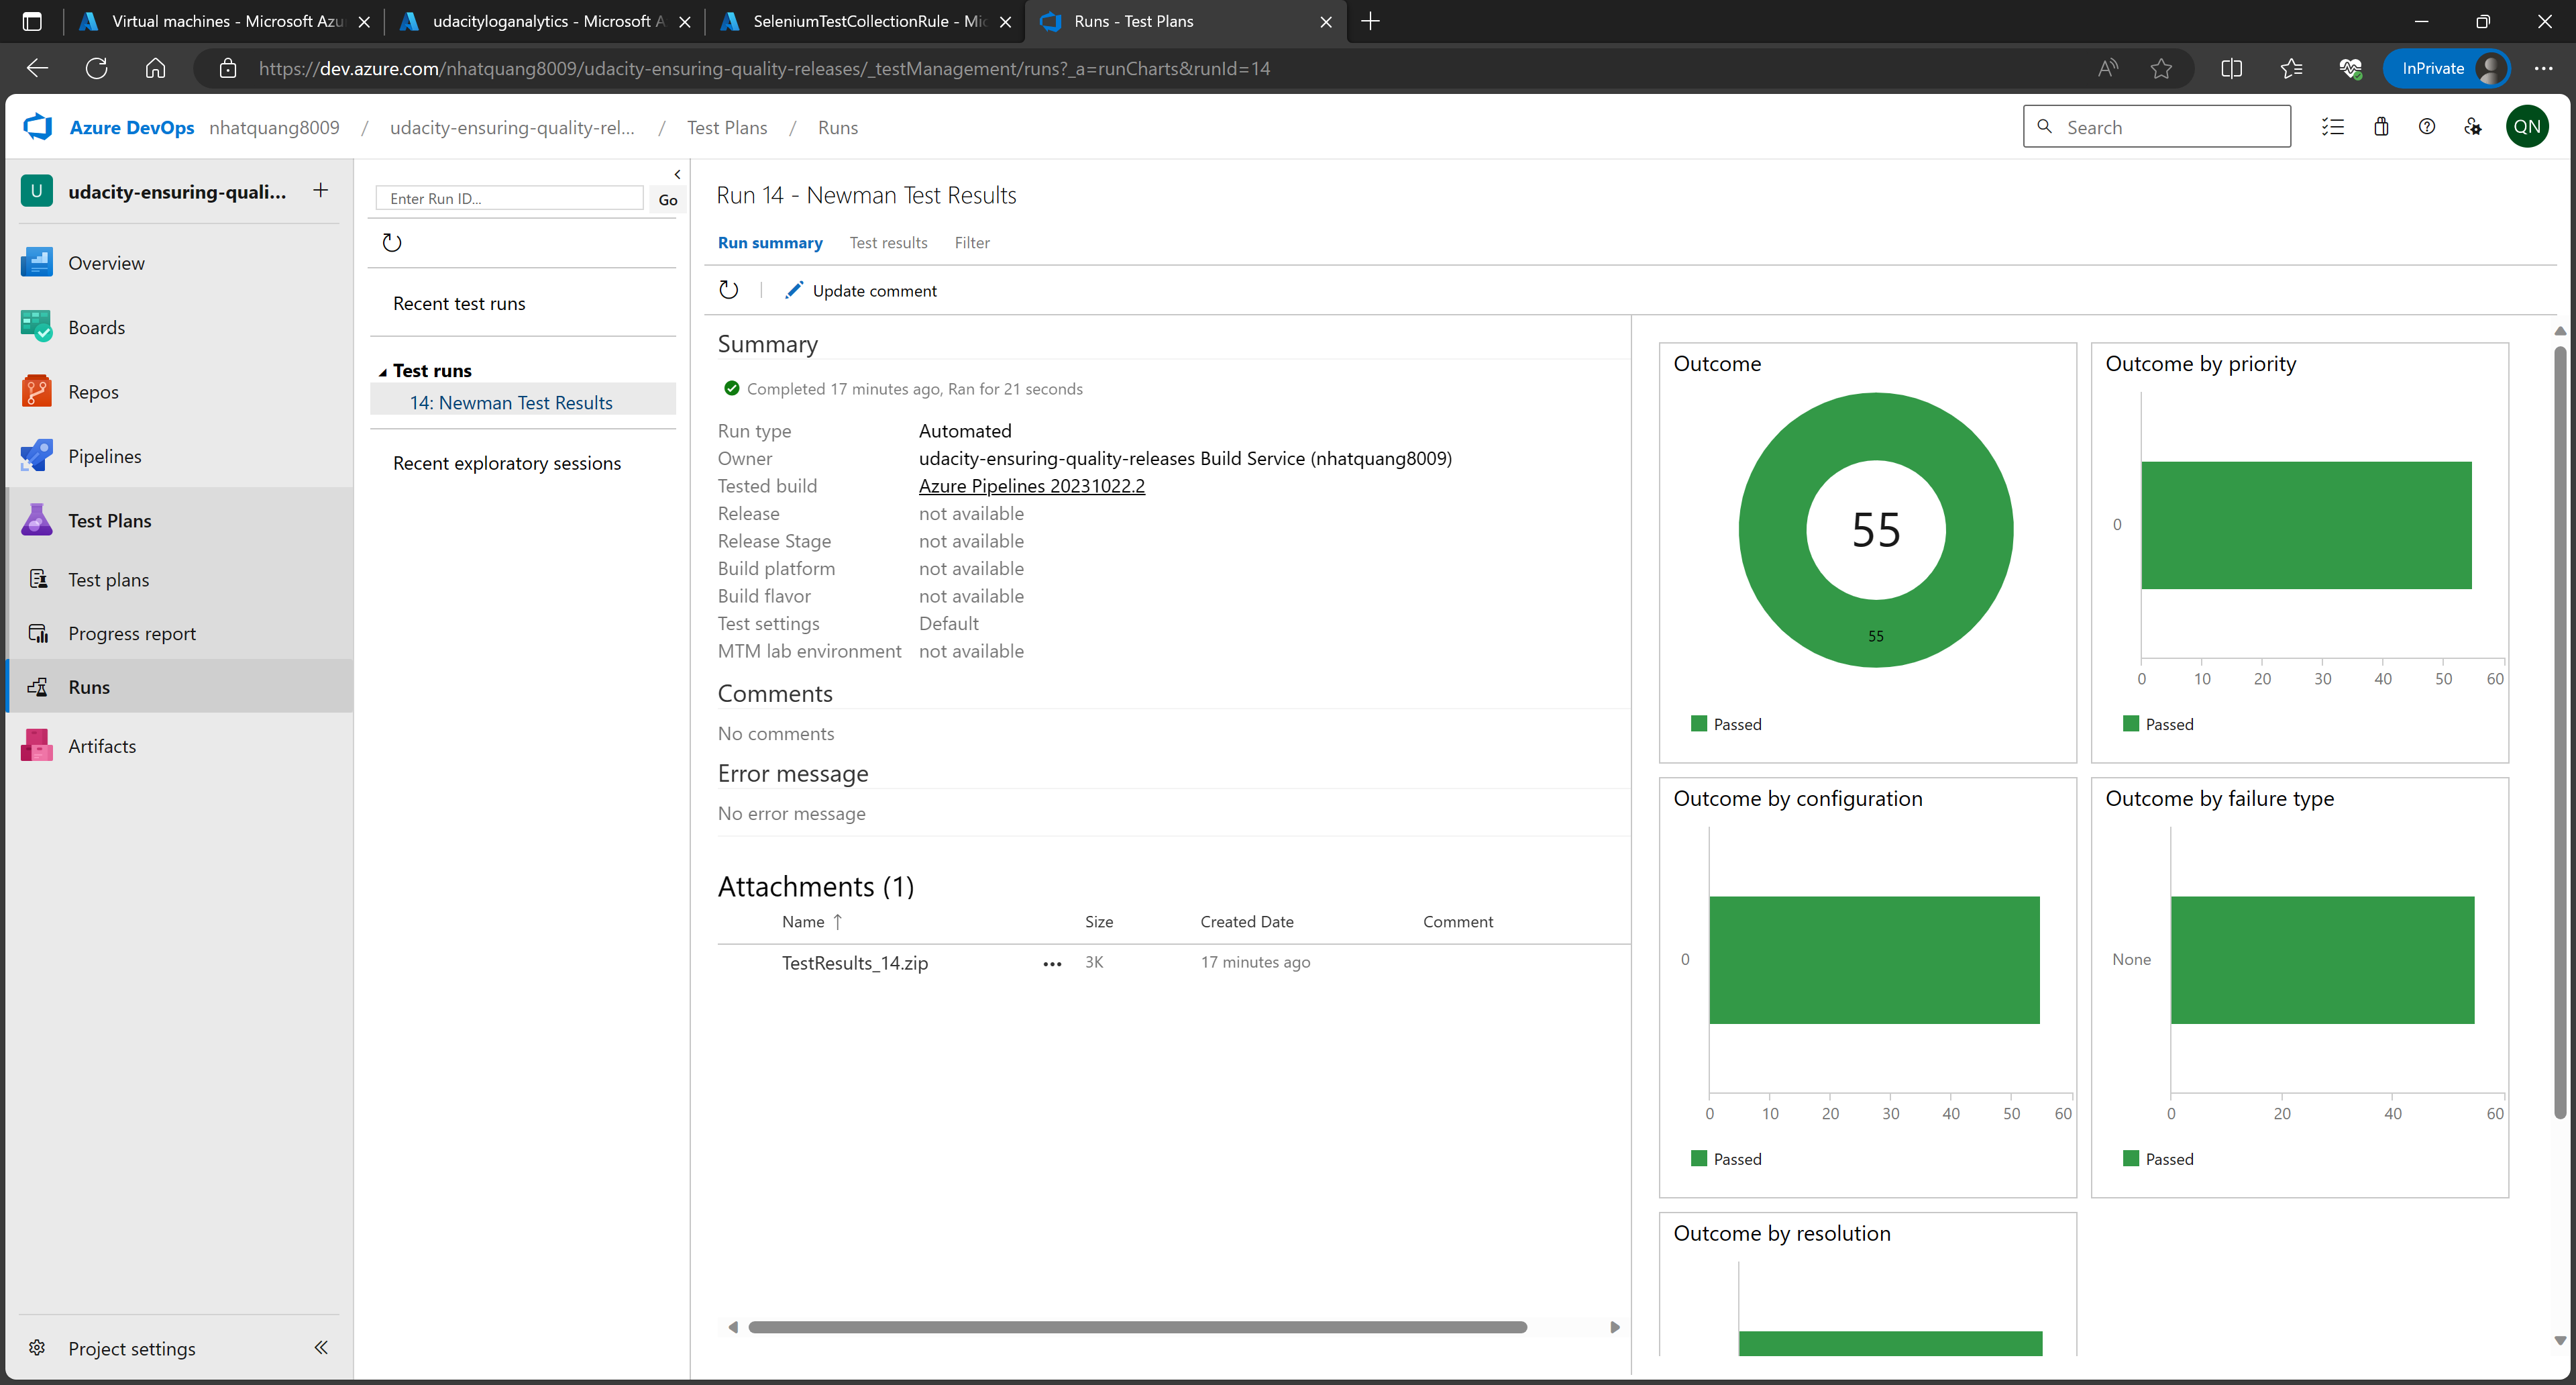 Virtual machines - Microsoft Azu
udacityloganalytics - Microsoft A
SeleniumTestCollectionRule - Mic
Runs - Test Plans
https://dev.azure.com/nhatquang8009/udacity-ensuring-quality-releases/_testManagement/runs?_a=runCharts&runId=14
InPrivate
Azure DevOps nhatquang8009 / udacity-ensuring-quality-rel... / Test Plans / Runs
Search
QN
U udacity-ensuring-quali...
Overview
Boards
Repos
Pipelines
Test Plans
Test plans
Progress report
Runs
Artifacts
Project settings
Enter Run ID...
Go
Recent test runs
Test runs
14: Newman Test Results
Recent exploratory sessions
Run 14 - Newman Test Results
Run summary Test results Filter
Update comment
Summary
Completed 17 minutes ago, Ran for 21 seconds
Run type Automated
Owner udacity-ensuring-quality-releases Build Service (nhatquang8009)
Tested build Azure Pipelines 20231022.2
Release not available
Release Stage not available
Build platform not available
Build flavor not available
Test settings Default
MTM lab environment not available
Comments
No comments
Error message
No error message
Attachments (1)
Name ↑ Size Created Date Comment
TestResults_14.zip ... 3K 17 minutes ago
Outcome
55
55
Passed
Outcome by priority
0
0 10 20 30 40 50 60
Passed
Outcome by configuration
0
0 10 20 30 40 50 60
Passed
Outcome by failure type
None
0 20 40 60
Passed
Outcome by resolution